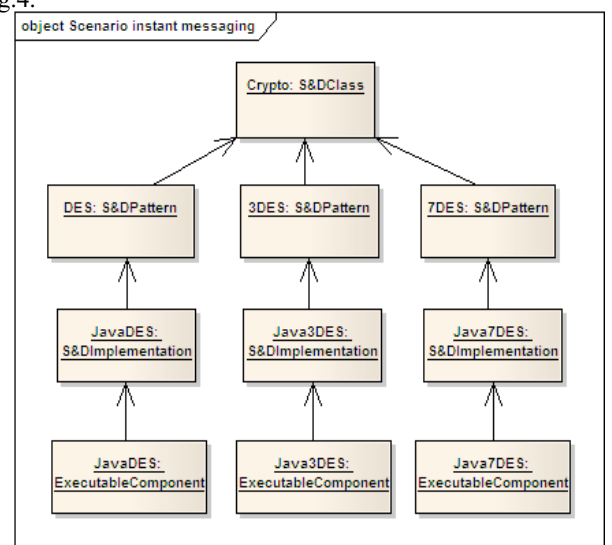 g.4.
object Scenario instant messaging
Crypto: S&DClass
DES: S&DPattern
3DES: S&DPattern
7DES: S&DPattern
JavaDES:
S&DImplementation
Java3DES:
S&DImplementation
Java7DES:
S&DImplementation
JavaDES:
ExecutableComponent
Java3DES:
ExecutableComponent
Java7DES:
ExecutableComponent